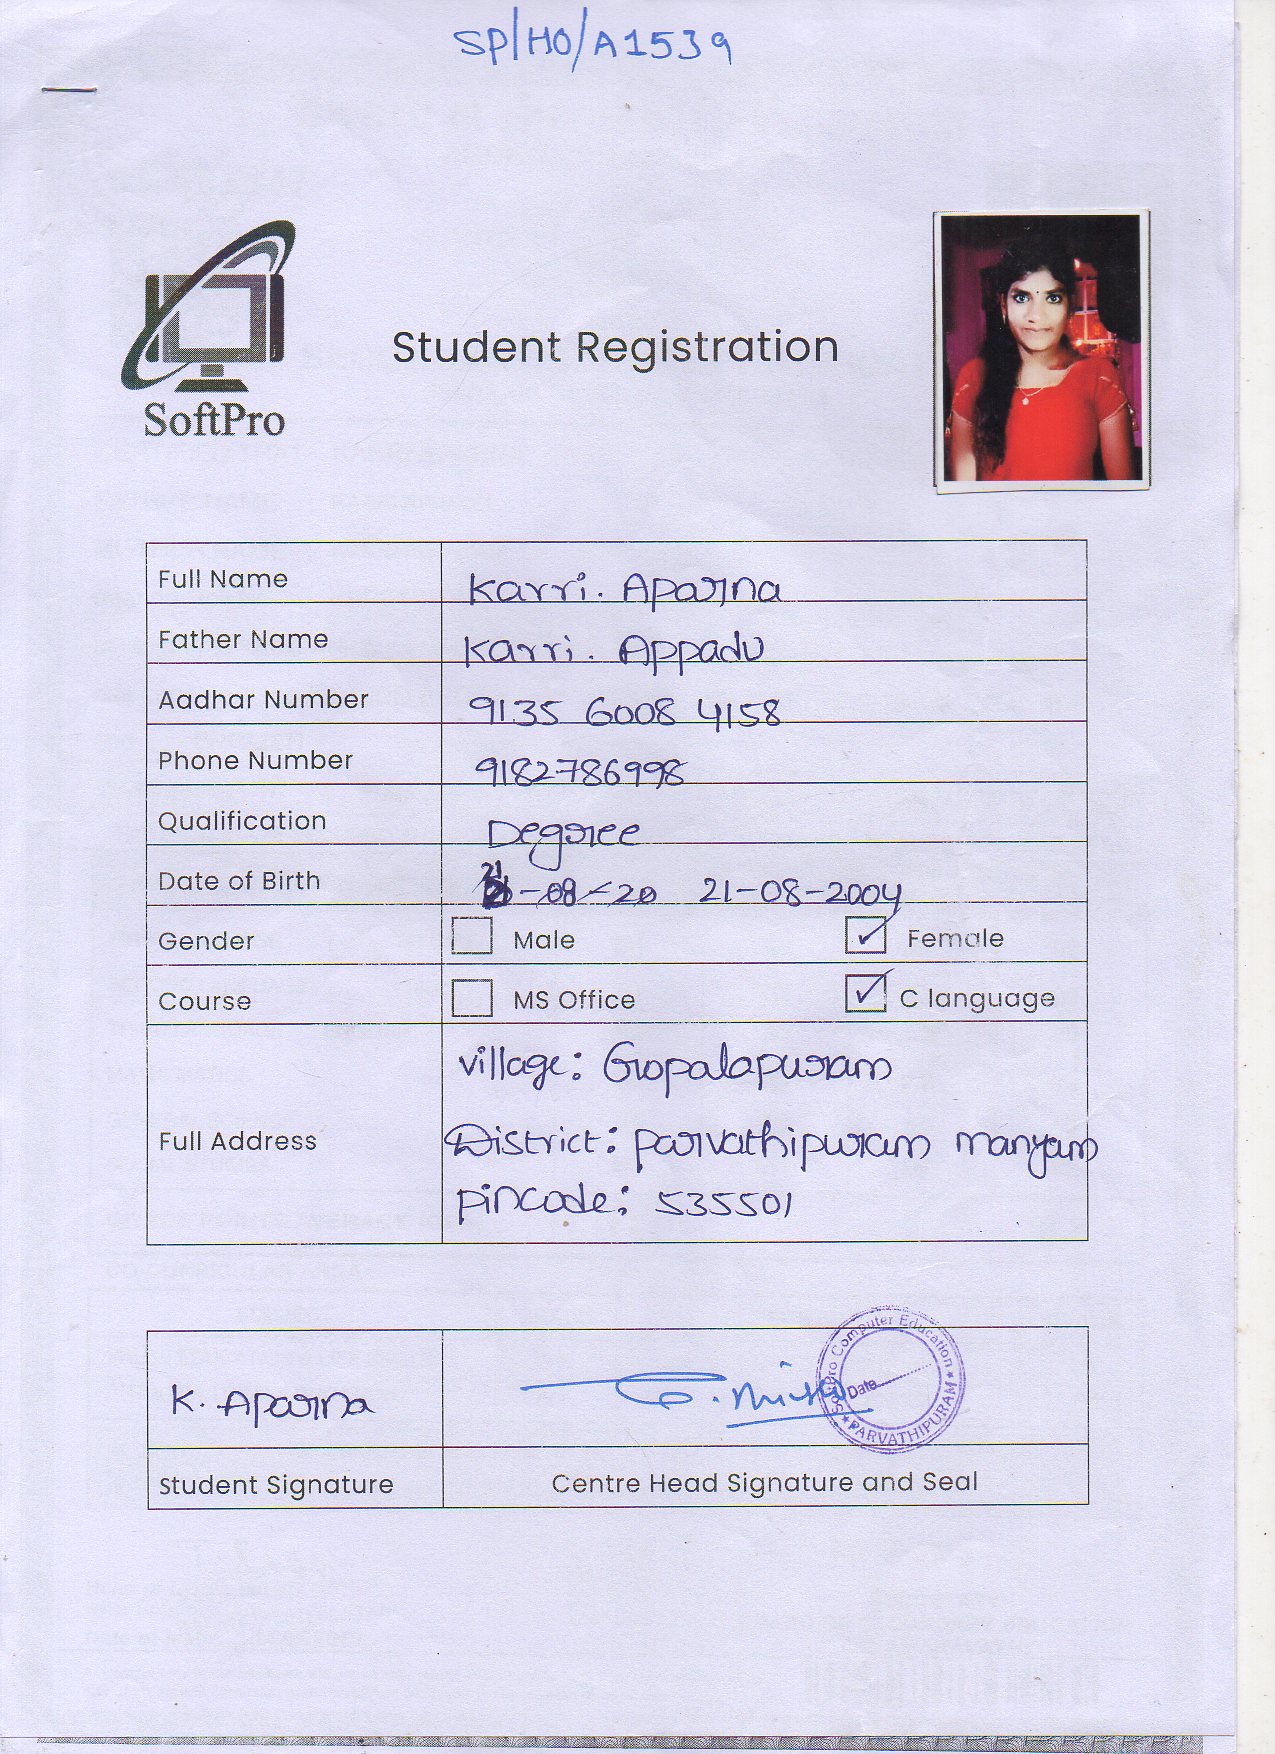 SP/HO/A1539
SoftPro
Student Registration
Full Name Karri. Aparna
Father Name Karri. Appadu
Aadhar Number 9135 6008 4158
Phone Number 9182786998
Qualification Degree
Date of Birth 21-08-20 21-08-2004
Gender Male ✓ Female
Course MS Office ✓ C language
Full Address
village: Gopalapuram
District: parvathipuram manyam
pincode: 535501
K. Aparna
SoftPro Computer Education
Date
★ PARVATHIPURAM ★
Student Signature Centre Head Signature and Seal